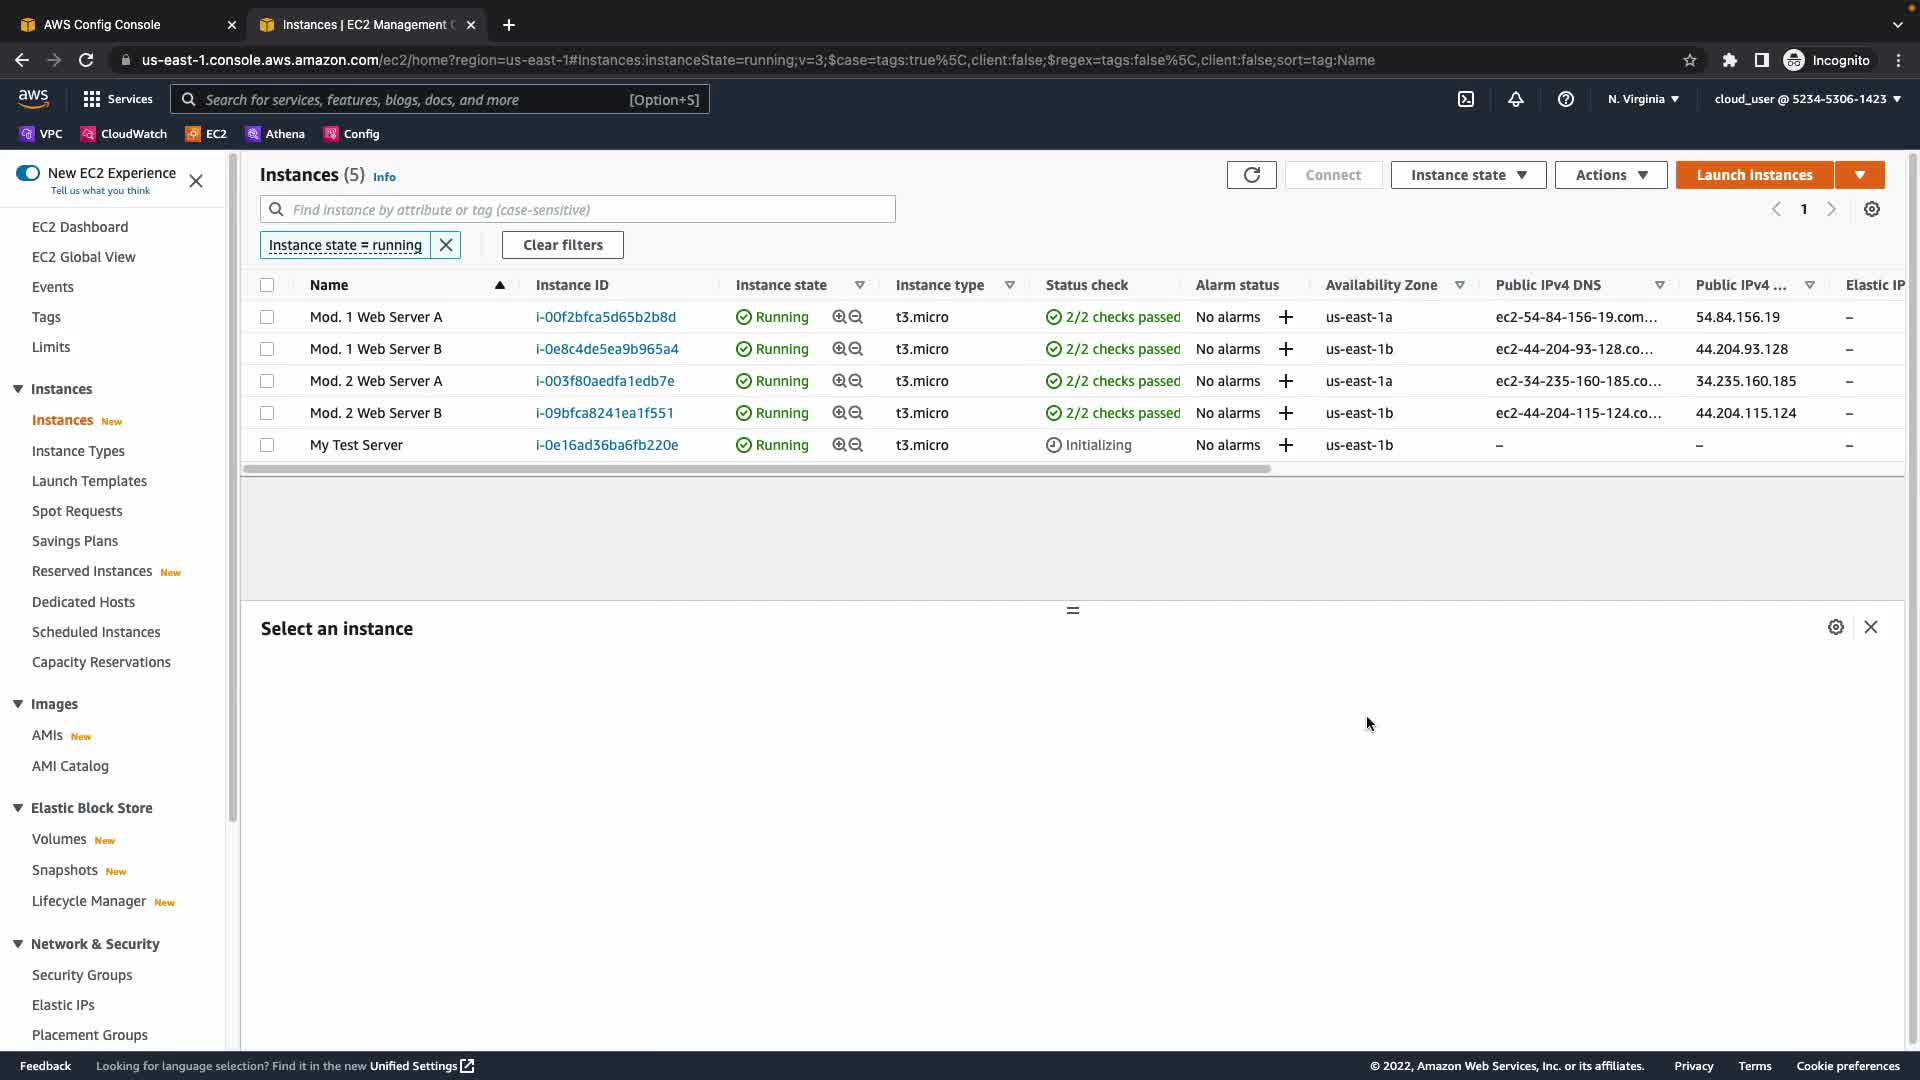 AWS Config Console
Instances | EC2 Management
us-east-1.console.aws.amazon.com/ec2/home?region=us-east-1#Instances:instanceState=running;v=3;$case=tags:true%5C,client:false;$regex=tags:false%5C,client:false;sort=tag:Name
Incognito
aws
Services
Search for services, features, blogs, docs, and more
[Option+S]
N. Virginia
cloud_user @ 5234-5306-1423
VPC
CloudWatch
EC2
Athena
Config
New EC2 Experience
Tell us what you think
EC2 Dashboard
EC2 Global View
Events
Tags
Limits
Instances
Instances New
Instance Types
Launch Templates
Spot Requests
Savings Plans
Reserved Instances New
Dedicated Hosts
Scheduled Instances
Capacity Reservations
Images
AMIs New
AMI Catalog
Elastic Block Store
Volumes New
Snapshots New
Lifecycle Manager New
Network & Security
Security Groups
Elastic IPs
Placement Groups
Instances (5) Info
Connect
Instance state
Actions
Launch instances
Find instance by attribute or tag (case-sensitive)
1
Instance state = running
Clear filters
Name Instance ID Instance state Instance type Status check Alarm status Availability Zone Public IPv4 DNS Public IPv4 ... Elastic IP
Mod. 1 Web Server A i-00f2bfca5d65b2b8d Running t3.micro 2/2 checks passed No alarms + us-east-1a ec2-54-84-156-19.com... 54.84.156.19 –
Mod. 1 Web Server B i-0e8c4de5ea9b965a4 Running t3.micro 2/2 checks passed No alarms + us-east-1b ec2-44-204-93-128.co... 44.204.93.128 –
Mod. 2 Web Server A i-003f80aedfa1edb7e Running t3.micro 2/2 checks passed No alarms + us-east-1a ec2-34-235-160-185.co... 34.235.160.185 –
Mod. 2 Web Server B i-09bfca8241ea1f551 Running t3.micro 2/2 checks passed No alarms + us-east-1b ec2-44-204-115-124.co... 44.204.115.124 –
My Test Server i-0e16ad36ba6fb220e Running t3.micro Initializing No alarms + us-east-1b – – –
Select an instance
Feedback
Looking for language selection? Find it in the new Unified Settings
© 2022, Amazon Web Services, Inc. or its affiliates.
Privacy
Terms
Cookie preferences